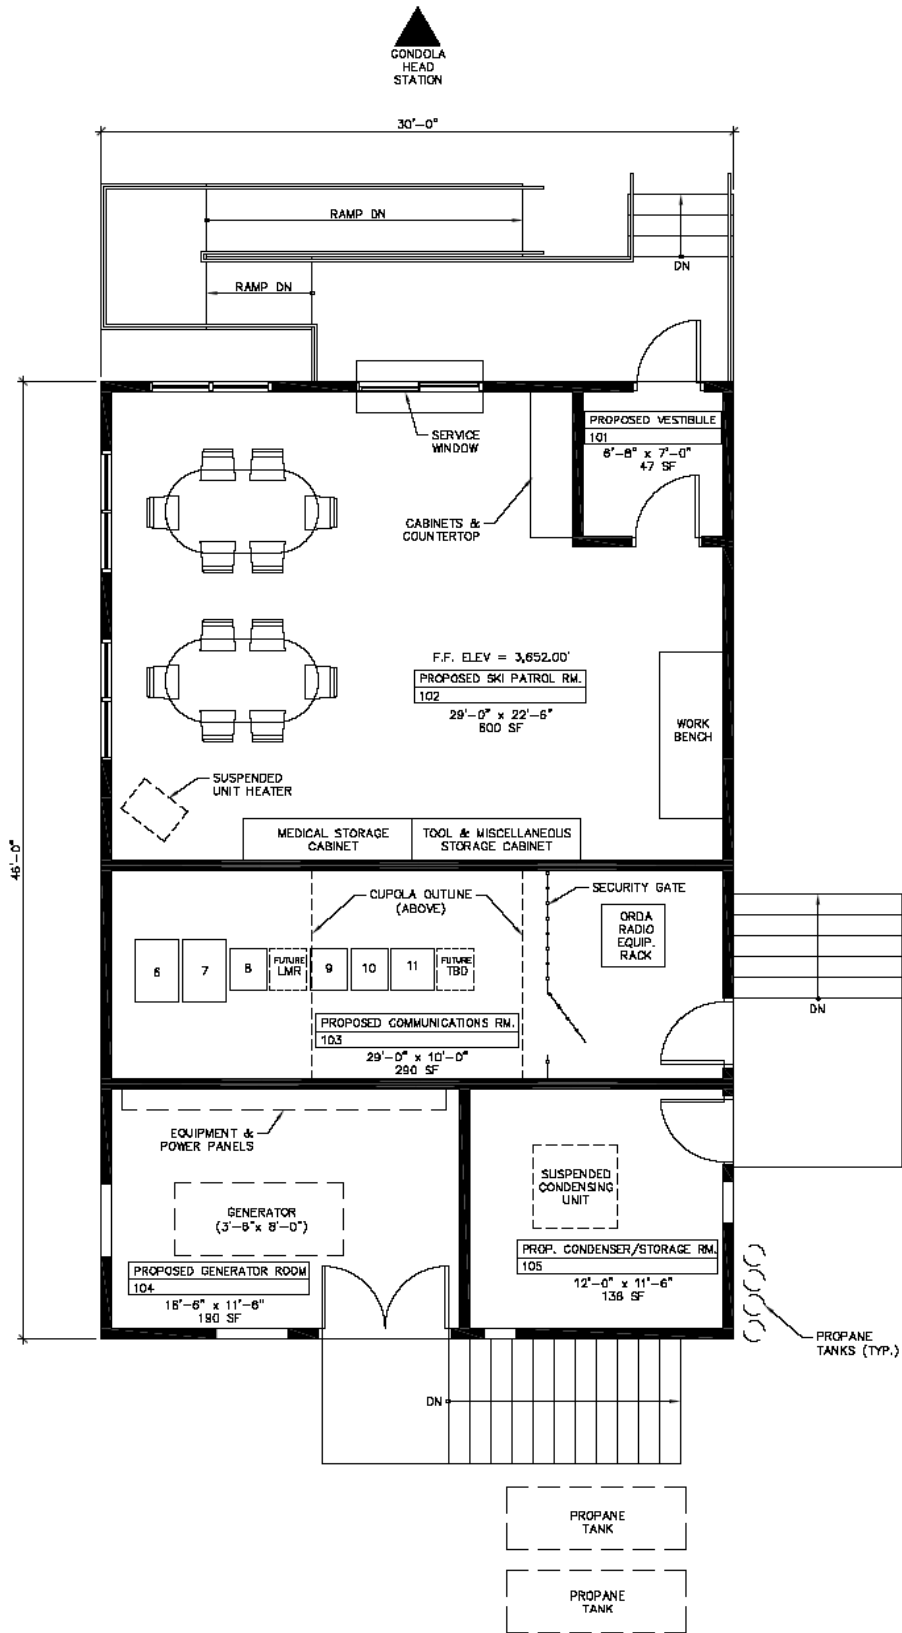 GONDOLA
HEAD
STATION
30'-0"
RAMP DN
DN
RAMP DN
46'-0"
SERVICE
WINDOW
PROPOSED VESTIBULE
101
6'-8" x 7'-0"
47 SF
CABINETS &
COUNTERTOP
F.F. ELEV = 3,652.00'
PROPOSED SKI PATROL RM.
102
29'-0" x 22'-6"
600 SF
WORK
BENCH
SUSPENDED
UNIT HEATER
MEDICAL STORAGE
CABINET
TOOL & MISCELLANEOUS
STORAGE CABINET
CUPOLA OUTLINE
(ABOVE)
SECURITY GATE
ORDA
RADIO
EQUIP.
RACK
6
7
8
FUTURE
LMR
9
10
11
FUTURE
TBD
DN
PROPOSED COMMUNICATIONS RM.
103
29'-0" x 10'-0"
290 SF
EQUIPMENT &
POWER PANELS
SUSPENDED
CONDENSING
UNIT
GENERATOR
(3'-6"x 8'-0")
PROPOSED GENERATOR ROOM
104
16'-6" x 11'-6"
190 SF
PROP. CONDENSER/STORAGE RM.
105
12'-0" x 11'-6"
138 SF
PROPANE
TANKS (TYP.)
DN
PROPANE
TANK
PROPANE
TANK